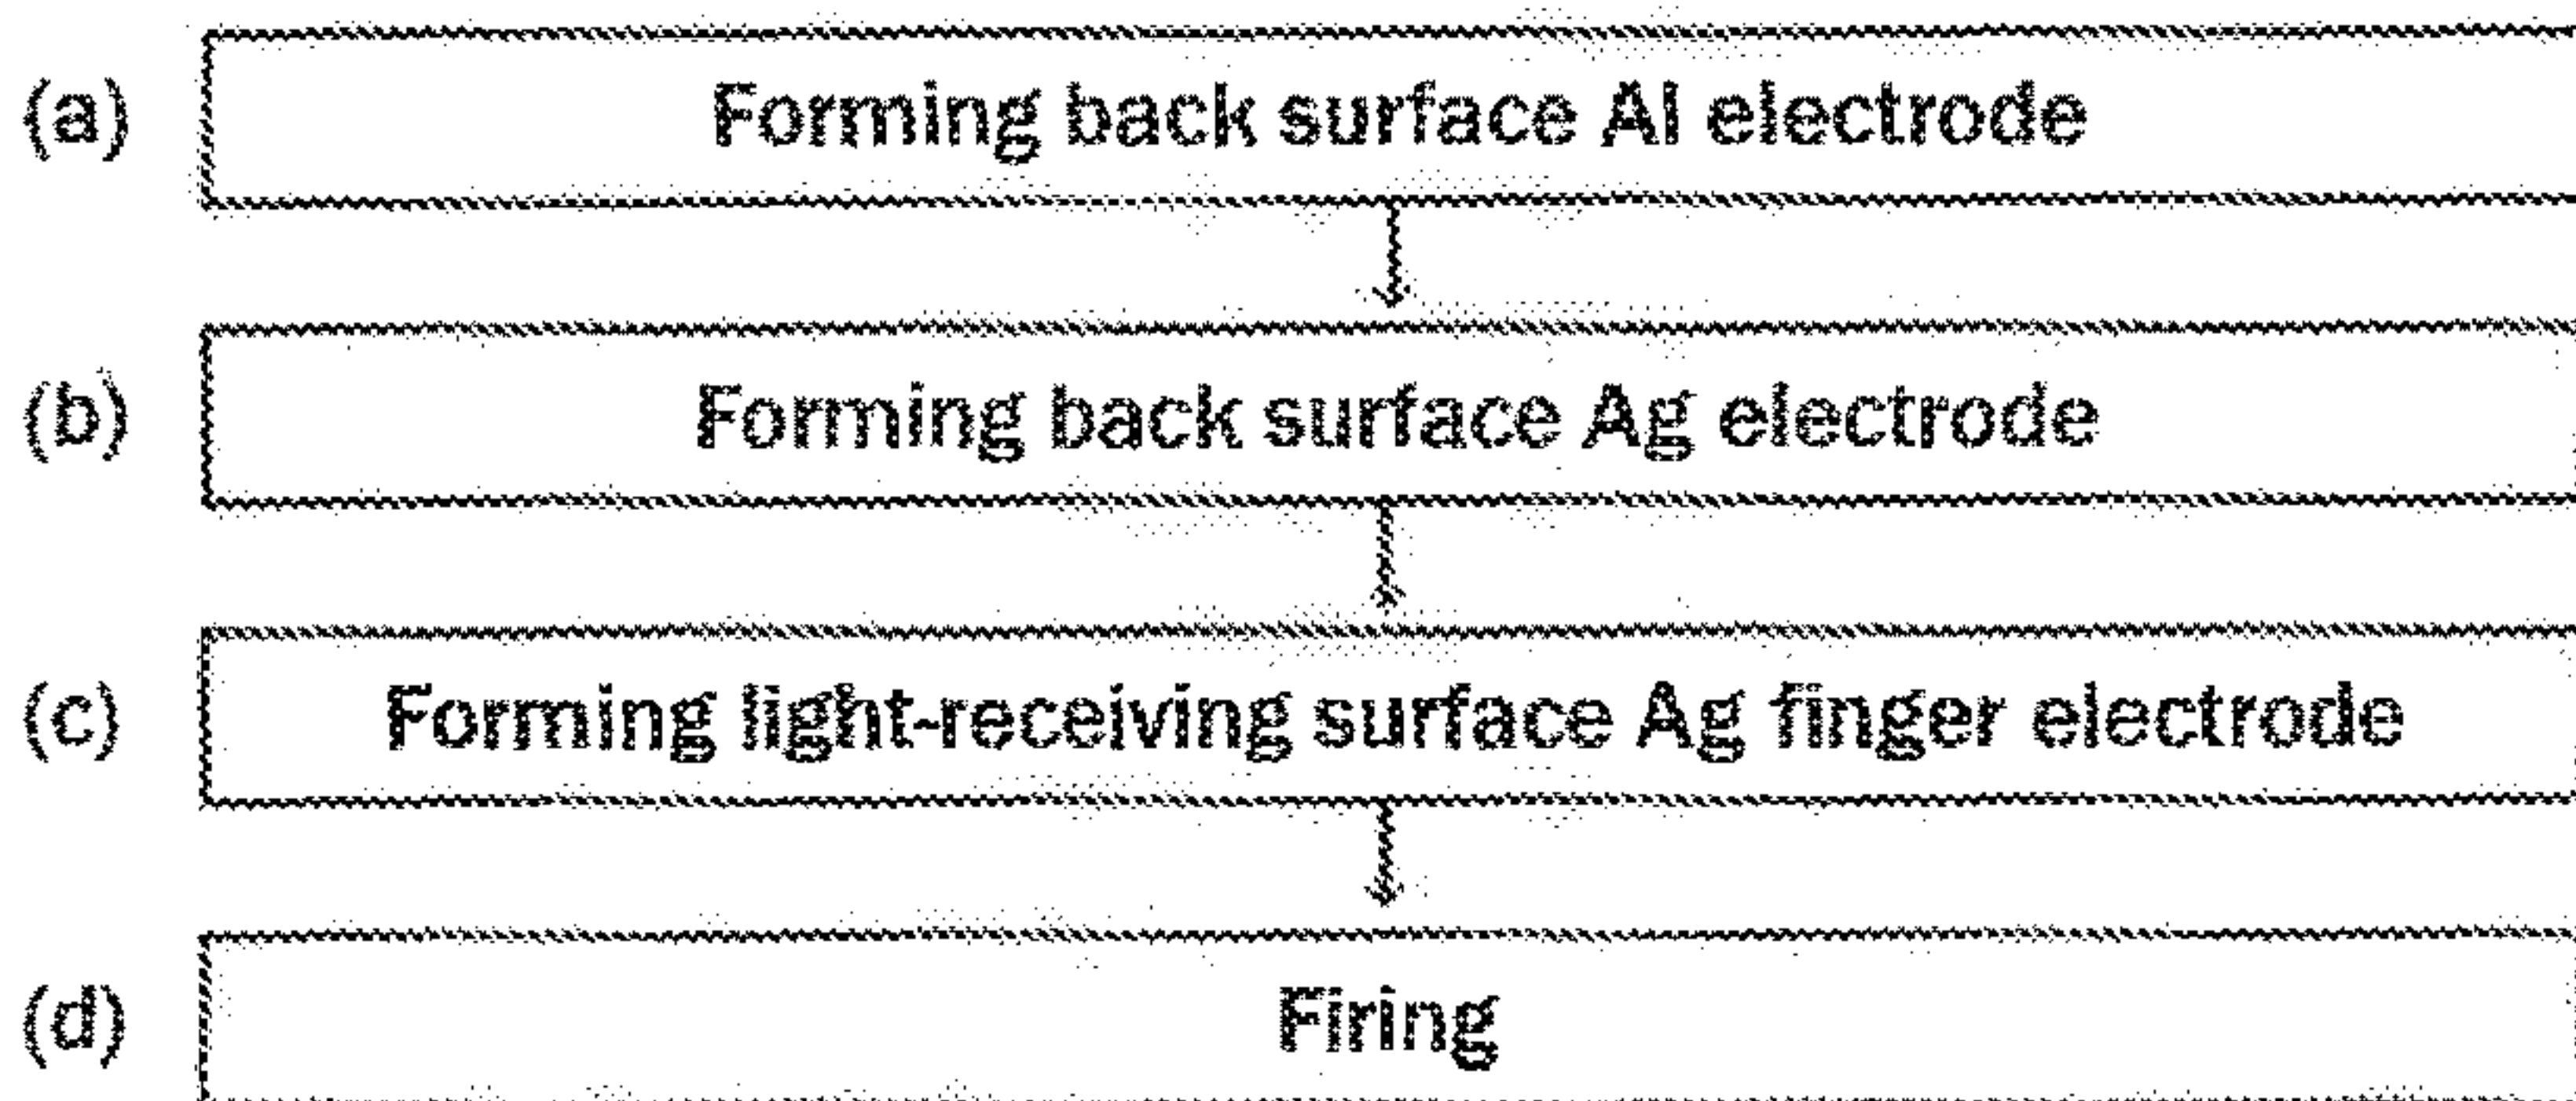 (a) Forming back surface Al electrode
(b) Forming back surface Ag electrode
(c) Forming light-receiving surface Ag finger electrode
(d) Firing